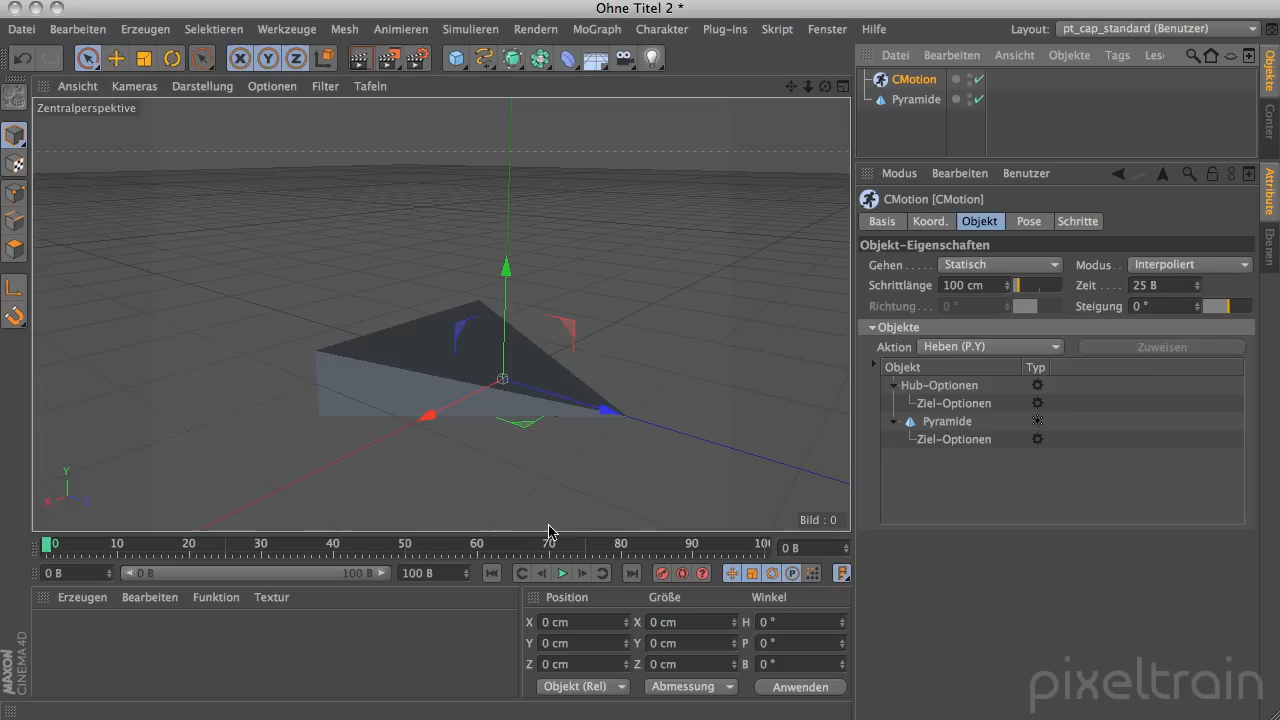 Ohne Titel 2 *
Datei Bearbeiten Erzeugen Selektieren Werkzeuge Mesh Animieren Simulieren Rendern MoGraph Charakter Plug-ins Skript Fenster Hilfe Layout: pt_cap_standard (Benutzer)
Datei Bearbeiten Ansicht Objekte Tags Les
CMotion
Pyramide
Objekte
Conter
Ansicht Kameras Darstellung Optionen Filter Tafeln
Zentralperspektive
Y
X
Z
Bild : 0
Modus Bearbeiten Benutzer
Attribute
Ebenen
CMotion [CMotion]
Basis Koord. Objekt Pose Schritte
Objekt-Eigenschaften
Gehen . . . . . Statisch Modus . . Interpoliert
Schrittlänge 100 cm Zeit . . . . 25 B
Richtung . . 0 ° Steigung 0 °
Objekte
Aktion Heben (P.Y) Zuweisen
Objekt Typ
Hub-Optionen
Ziel-Optionen
Pyramide
Ziel-Optionen
0 10 20 30 40 50 60 70 80 90 10 0 B
0 B 0 B 100 B 100 B
Erzeugen Bearbeiten Funktion Textur
Position Größe Winkel
X 0 cm X 0 cm H 0 °
Y 0 cm Y 0 cm P 0 °
Z 0 cm Z 0 cm B 0 °
Objekt (Rel) Abmessung Anwenden
MAXON
CINEMA 4D
pixeltrain